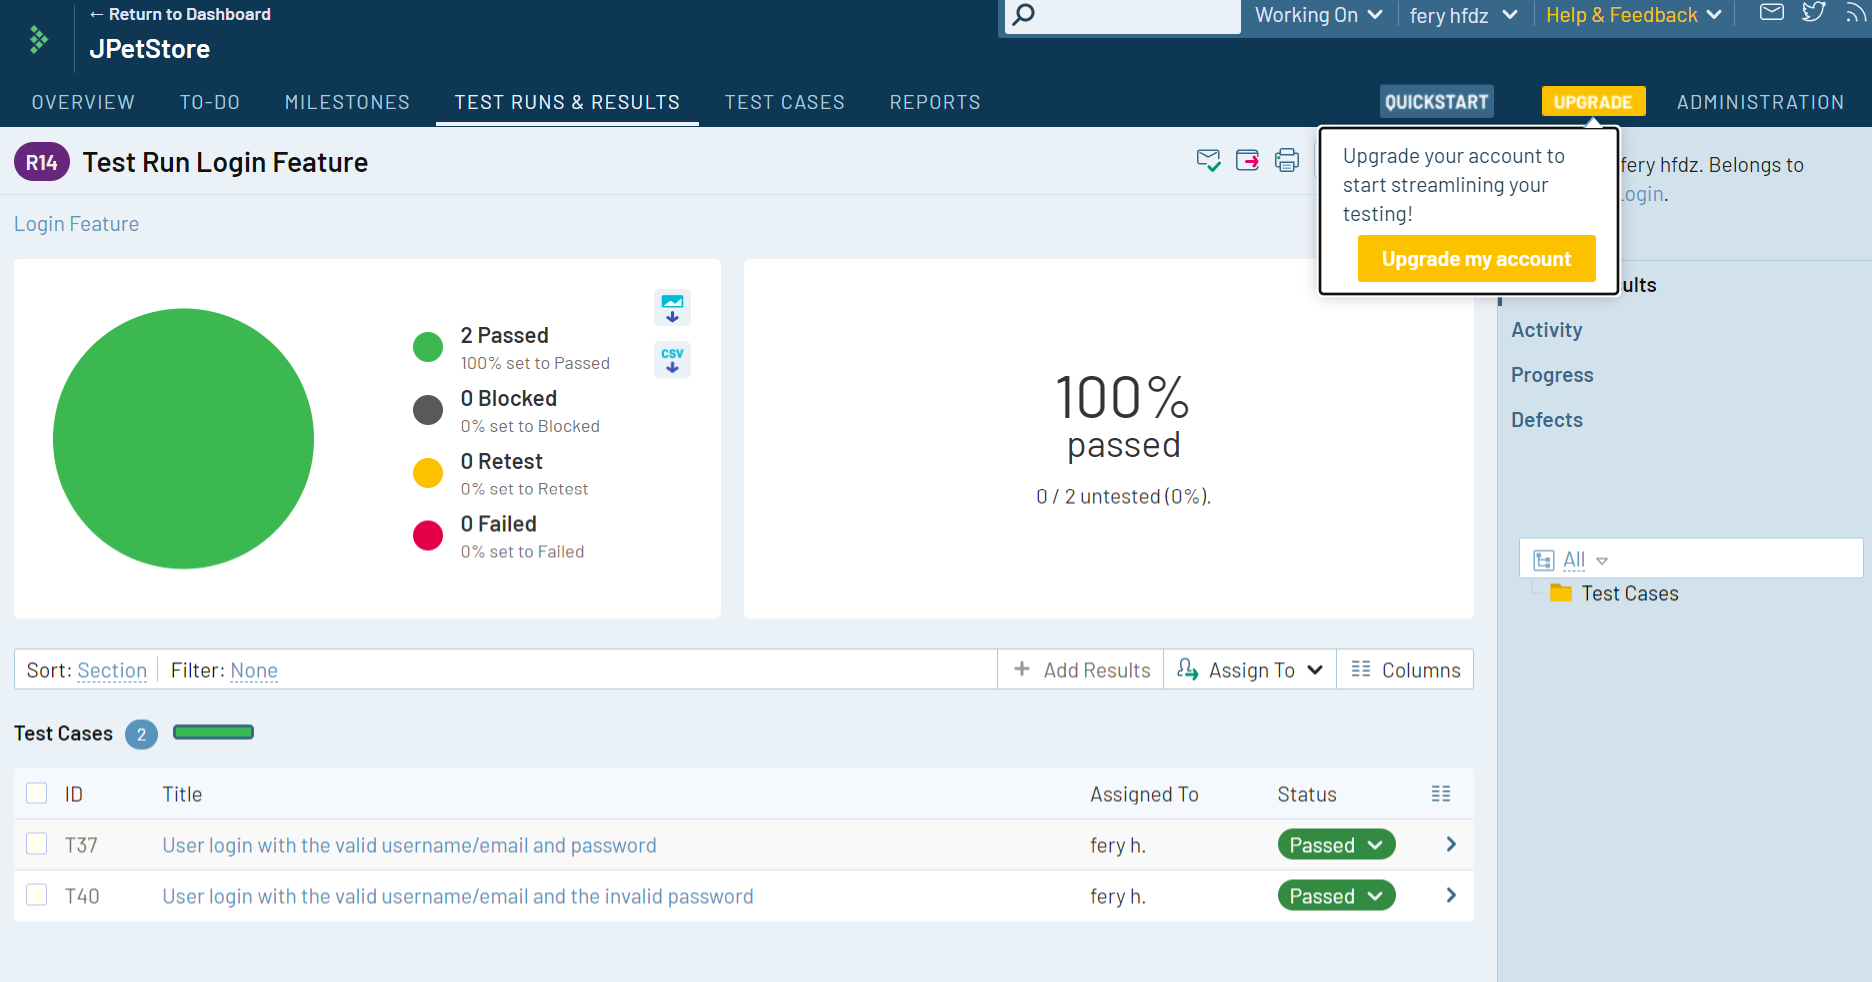 ← Return to Dashboard
JPetStore
Working On
fery hfdz
Help & Feedback
OVERVIEW
TO-DO
MILESTONES
TEST RUNS & RESULTS
TEST CASES
REPORTS
QUICKSTART
UPGRADE
ADMINISTRATION
R14
Test Run Login Feature
Upgrade your account to
start streamlining your
testing!
Upgrade my account
fery hfdz. Belongs to
Login.
Login Feature
2 Passed
100% set to Passed
0 Blocked
0% set to Blocked
0 Retest
0% set to Retest
0 Failed
0% set to Failed
CSV
100%
passed
0 / 2 untested (0%).
ults
Activity
Progress
Defects
All
Test Cases
Sort: Section
Filter: None
+ Add Results
Assign To
Columns
Test Cases 2
ID
Title
Assigned To
Status
T37
User login with the valid username/email and password
fery h.
Passed
T40
User login with the valid username/email and the invalid password
fery h.
Passed